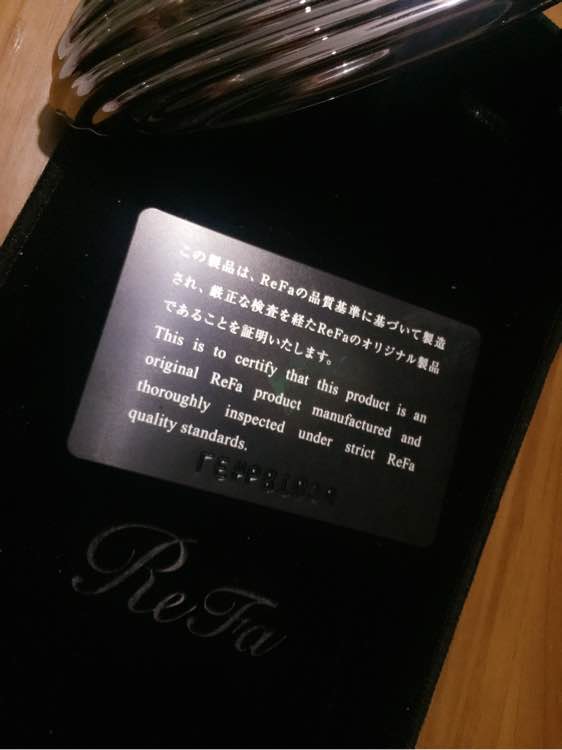 この製品は、ReFaの品質基準に基づいて製造
され、厳正な検査を経たReFaのオリジナル製品
であることを証明いたします。
This is to certify that this product is an
original ReFa product manufactured and
thoroughly inspected under strict ReFa
quality standards.
ReFa